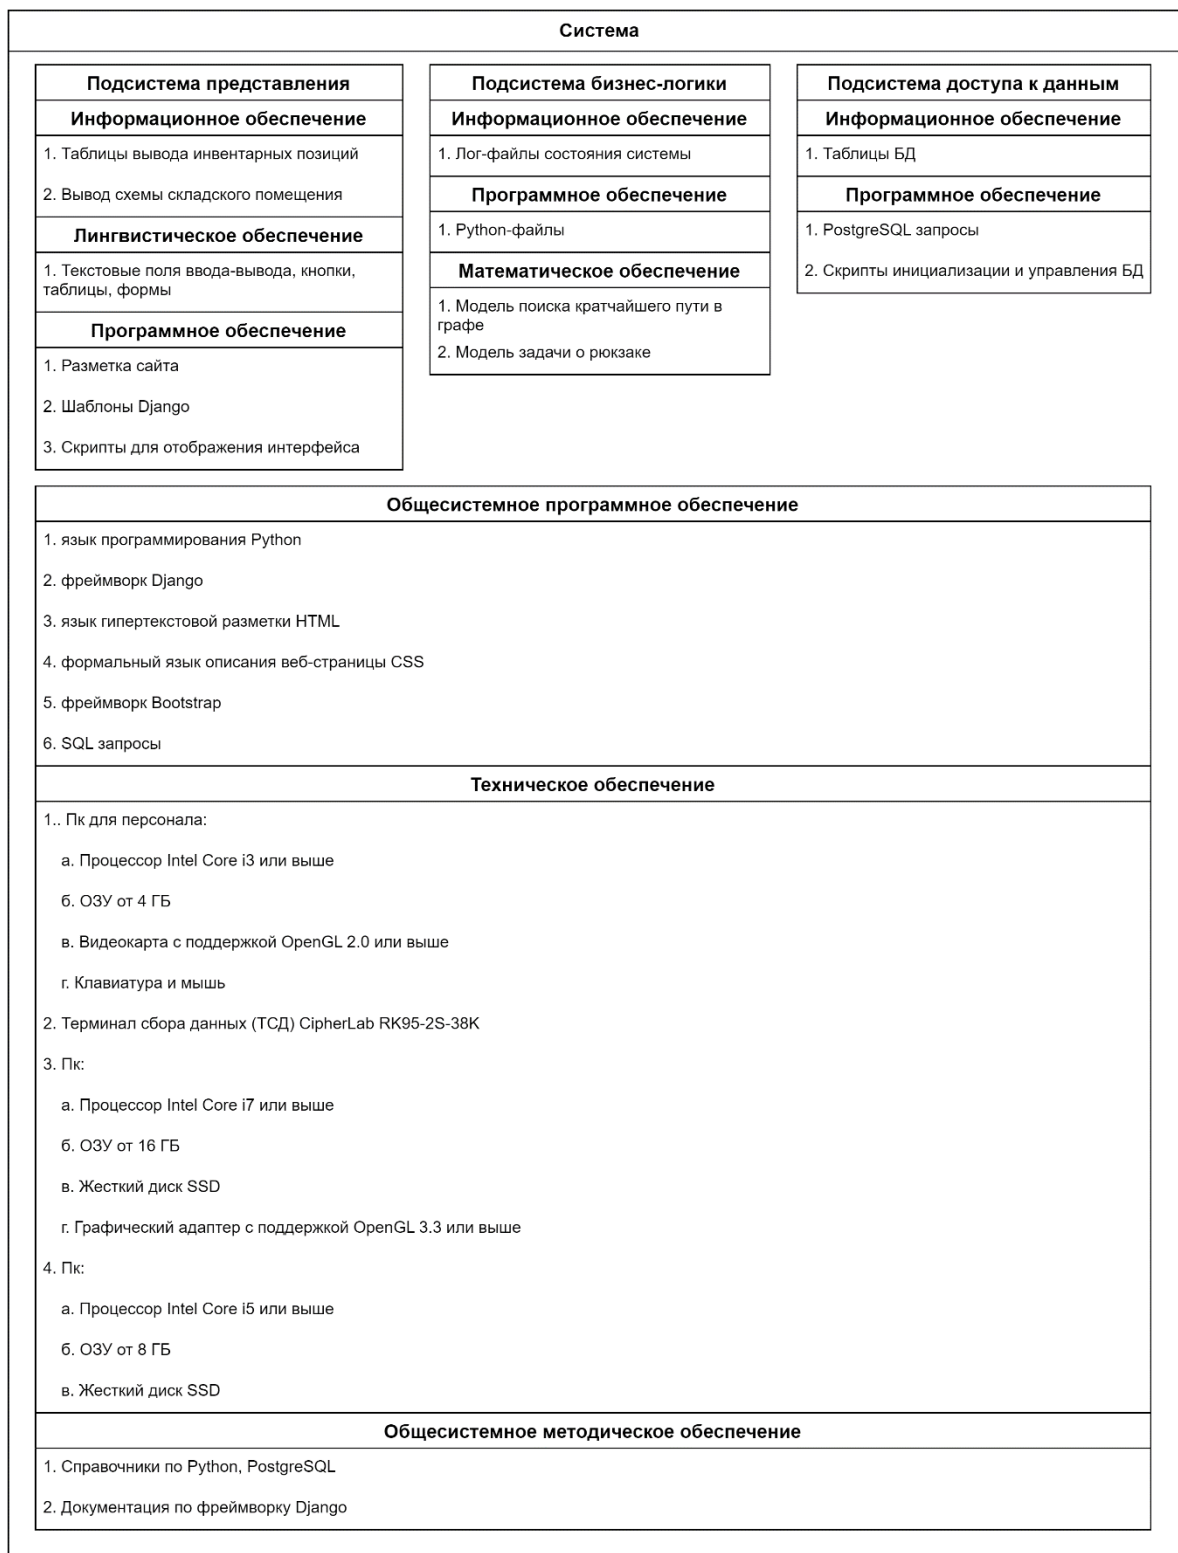 Система
Подсистема представления
Информационное обеспечение
1. Таблицы вывода инвентарных позиций
2. Вывод схемы складского помещения
Лингвистическое обеспечение
1. Текстовые поля ввода-вывода, кнопки,
таблицы, формы
Программное обеспечение
1. Разметка сайта
2. Шаблоны Django
3. Скрипты для отображения интерфейса
Подсистема бизнес-логики
Информационное обеспечение
1. Лог-файлы состояния системы
Программное обеспечение
1. Python-файлы
Математическое обеспечение
1. Модель поиска кратчайшего пути в
графе
2. Модель задачи о рюкзаке
Подсистема доступа к данным
Информационное обеспечение
1. Таблицы БД
Программное обеспечение
1. PostgreSQL запросы
2. Скрипты инициализации и управления БД
Общесистемное программное обеспечение
1. язык программирования Python
2. фреймворк Django
3. язык гипертекстовой разметки HTML
4. формальный язык описания веб-страницы CSS
5. фреймворк Bootstrap
6. SQL запросы
Техническое обеспечение
1.. Пк для персонала:
а. Процессор Intel Core i3 или выше
б. ОЗУ от 4 ГБ
в. Видеокарта с поддержкой OpenGL 2.0 или выше
г. Клавиатура и мышь
2. Терминал сбора данных (ТСД) CipherLab RK95-2S-38K
3. Пк:
а. Процессор Intel Core i7 или выше
б. ОЗУ от 16 ГБ
в. Жесткий диск SSD
г. Графический адаптер с поддержкой OpenGL 3.3 или выше
4. Пк:
а. Процессор Intel Core i5 или выше
б. ОЗУ от 8 ГБ
в. Жесткий диск SSD
Общесистемное методическое обеспечение
1. Справочники по Python, PostgreSQL
2. Документация по фреймворку Django